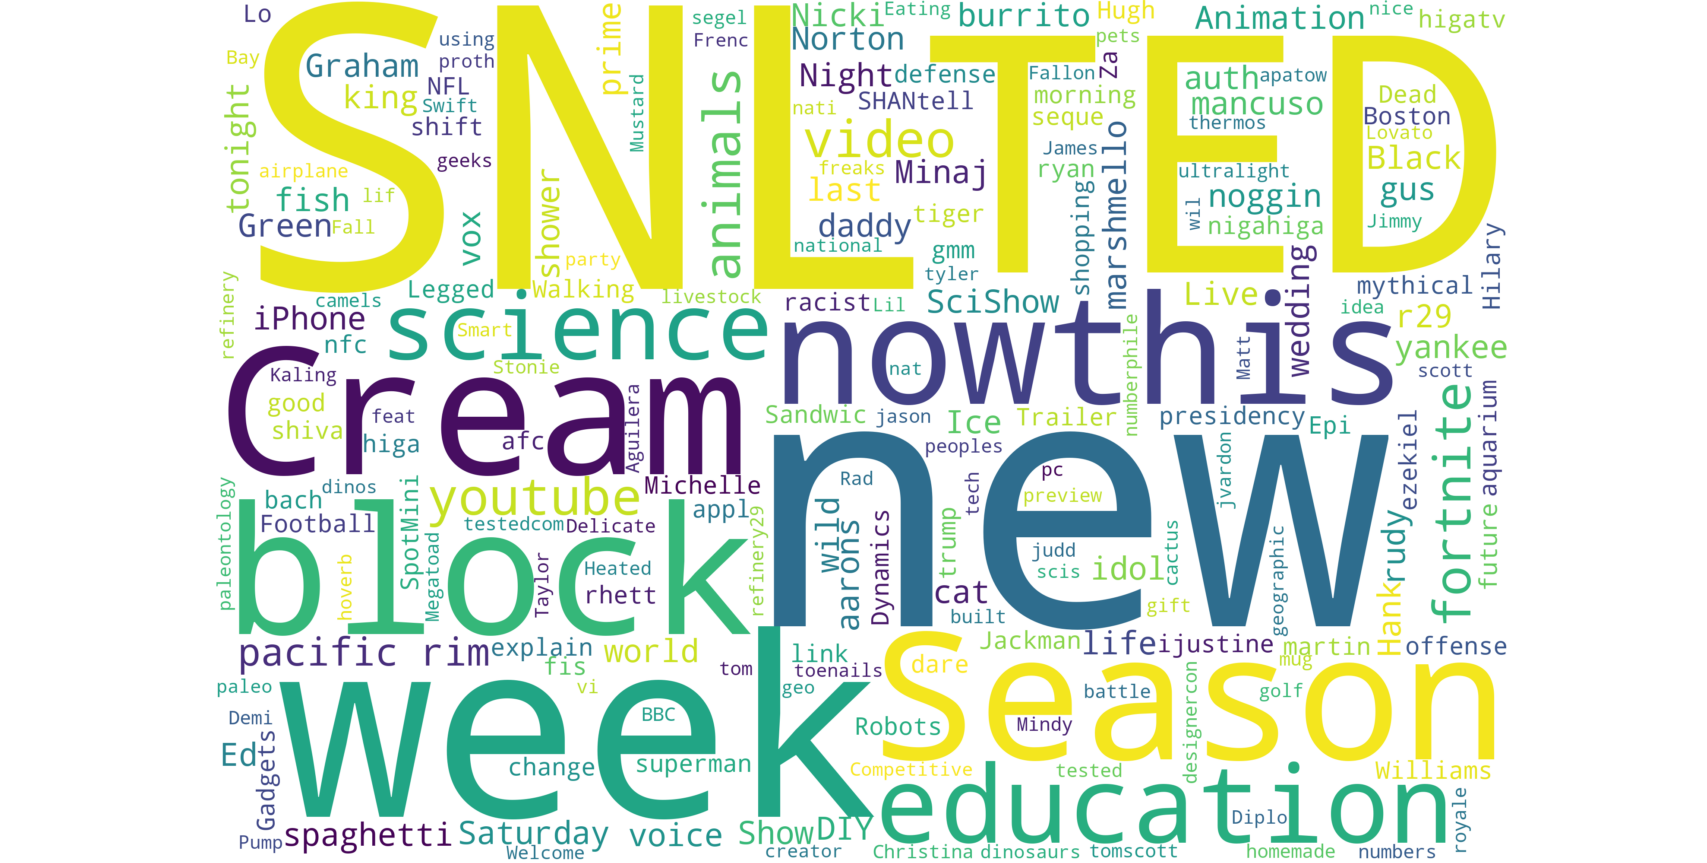 SNL
TED
new
week
Cream
nowthis
block
Season
science
education
Lo
using
proth
segel
Frenc
prime
Nicki
Eating
burrito
Hugh
Animation
nice
higatv
Bay
Graham
NFL
king
Swift
shift
Mustard
animals
Norton
Night
defense
SHANtell
nati
video
pets
Za
Fallon
morning
seque
auth
apatow
mancuso
thermos
Dead
Boston
Lovato
Black
tonight
airplane
geeks
fish
lif
Green
Fall
vox
shower
party
freaks
Minaj
last
daddy
tiger
national
gmm
tyler
James
ryan
shopping
marshmello
ultralight
noggin
wil
nigahiga
gus
Jimmy
Hilary
refinery
camels
Legged
Walking
livestock
racist
Lil
SciShow
Live
wedding
mythical
idea
r29
iPhone
nfc
Smart
Stonie
numberphile
Matt
yankee
scott
Kaling
good
feat
shiva
higa
afc
Aguilera
nat
Sandwic
jason
Ice
Trailer
presidency
Epi
peoples
fortnite
aquarium
ezekiel
paleontology
bach
dinos
SpotMini
youtube
Michelle
appl
Football
testedcom
Delicate
refinery29
Rad
wild
aarons
Dynamics
tech
pc
preview
trump
jvardon
hoverb
Megatoad
Taylor
Heated
rhett
cat
built
judd
scis
idol
cactus
gift
geographic
rudy
Hank
future
pacific rim
explain
fis
world
vi
tom
link
toenails
geo
Jackman
life
ijustine
martin
mug
offense
paleo
Demi
Ed
Gadgets
BBC
change
superman
dare
Robots
Mindy
battle
designercon
golf
Competitive
tested
Williams
Pump
spaghetti
Saturday
Welcome
voice
Show
DIY
creator
Christina
dinosaurs
tomscott
Diplo
homemade
numbers
royale